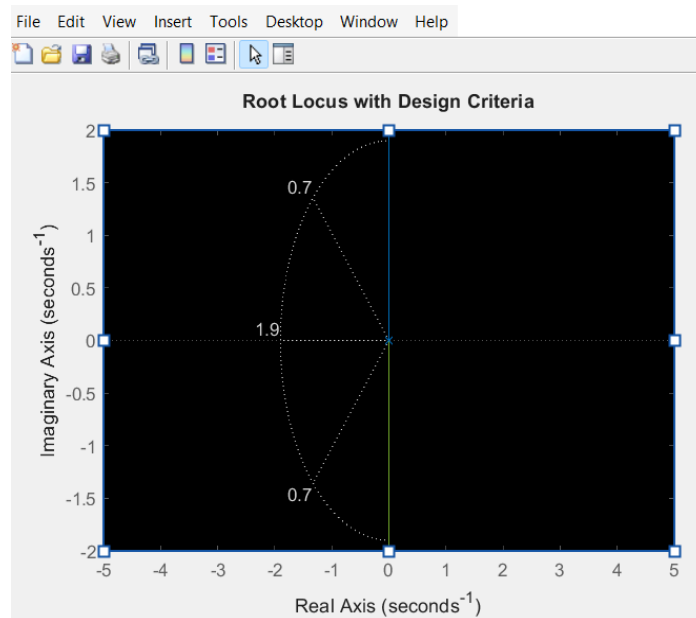 File Edit View Insert Tools Desktop Window Help
Root Locus with Design Criteria
2
1.5
1
0.5
0
-0.5
-1
-1.5
-2
Imaginary Axis (seconds⁻¹)
0.7
1.9
0.7
-5 -4 -3 -2 -1 0 1 2 3 4 5
Real Axis (seconds⁻¹)